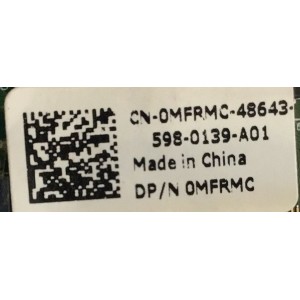 CN-0MFRMC-48643-
598-0139-A01
Made in China
DP/N 0MFRMC